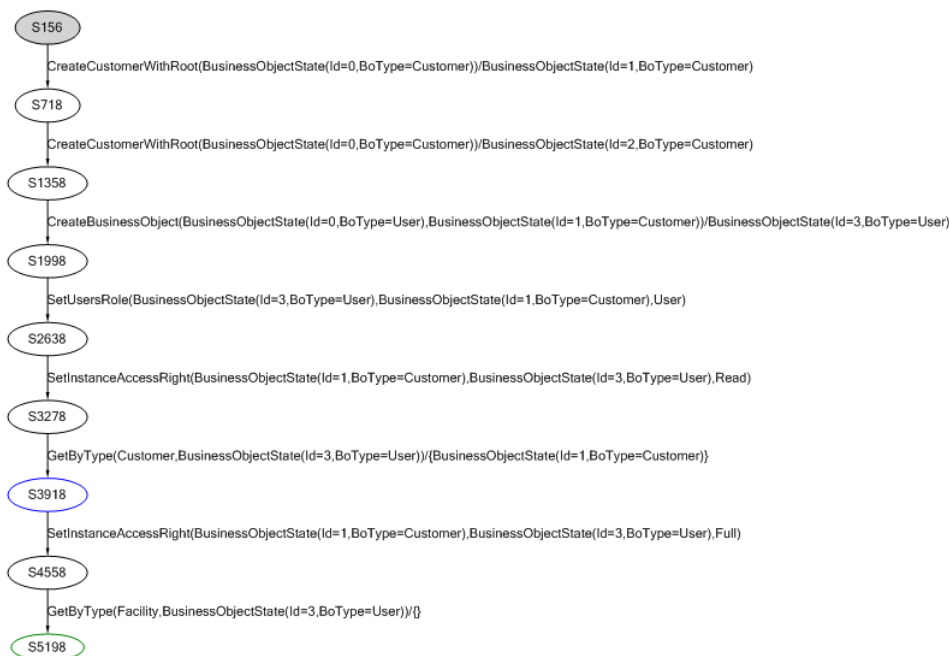 S156
CreateCustomerWithRoot(BusinessObjectState(Id=0,BoType=Customer))/BusinessObjectState(Id=1,BoType=Customer)
S718
CreateCustomerWithRoot(BusinessObjectState(Id=0,BoType=Customer))/BusinessObjectState(Id=2,BoType=Customer)
S1358
CreateBusinessObject(BusinessObjectState(Id=0,BoType=User),BusinessObjectState(Id=1,BoType=Customer))/BusinessObjectState(Id=3,BoType=User)
S1998
SetUsersRole(BusinessObjectState(Id=3,BoType=User),BusinessObjectState(Id=1,BoType=Customer),User)
S2638
SetInstanceAccessRight(BusinessObjectState(Id=1,BoType=Customer),BusinessObjectState(Id=3,BoType=User),Read)
S3278
GetByType(Customer,BusinessObjectState(Id=3,BoType=User))/{BusinessObjectState(Id=1,BoType=Customer)}
S3918
SetInstanceAccessRight(BusinessObjectState(Id=1,BoType=Customer),BusinessObjectState(Id=3,BoType=User),Full)
S4558
GetByType(Facility,BusinessObjectState(Id=3,BoType=User))/{}
S5198